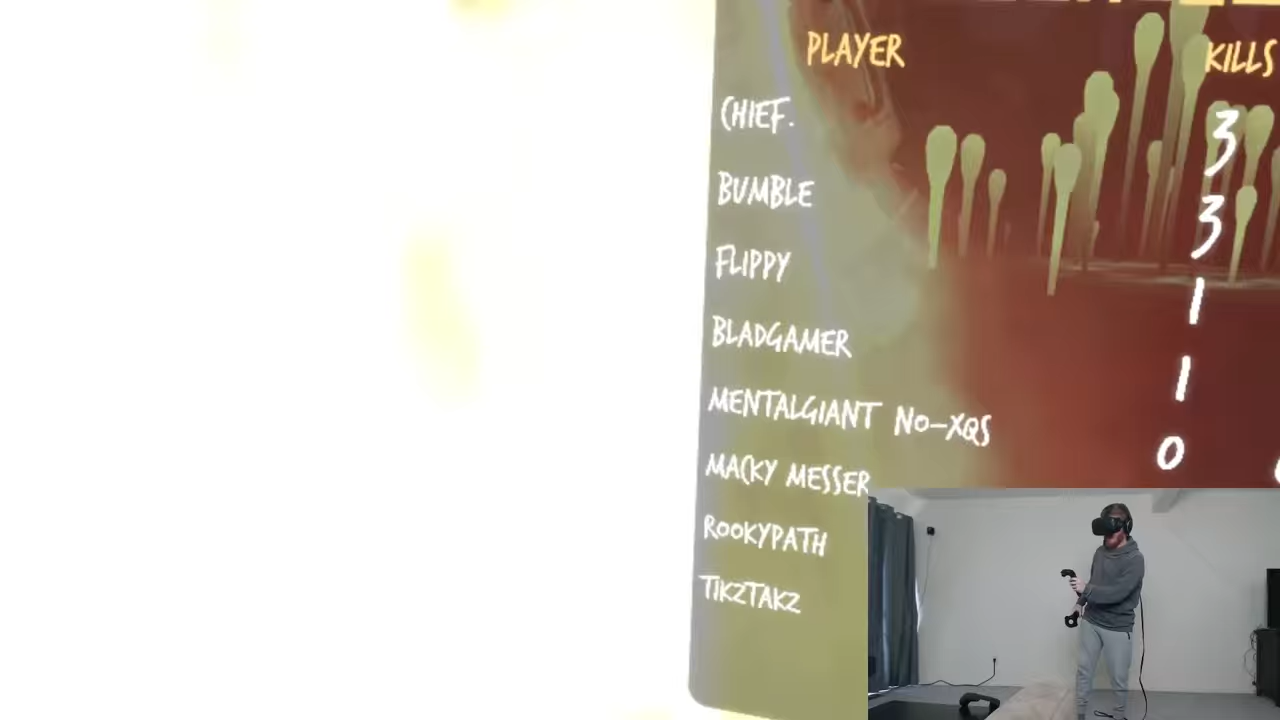 PLAYER KILLS
CHIEF. 3
BUMBLE 3
FLIPPY 1
BLADGAMER 1
MENTALGIANT NO-XQS 0
MACKY MESSER
ROOKYPATH
TIKZTAKZ